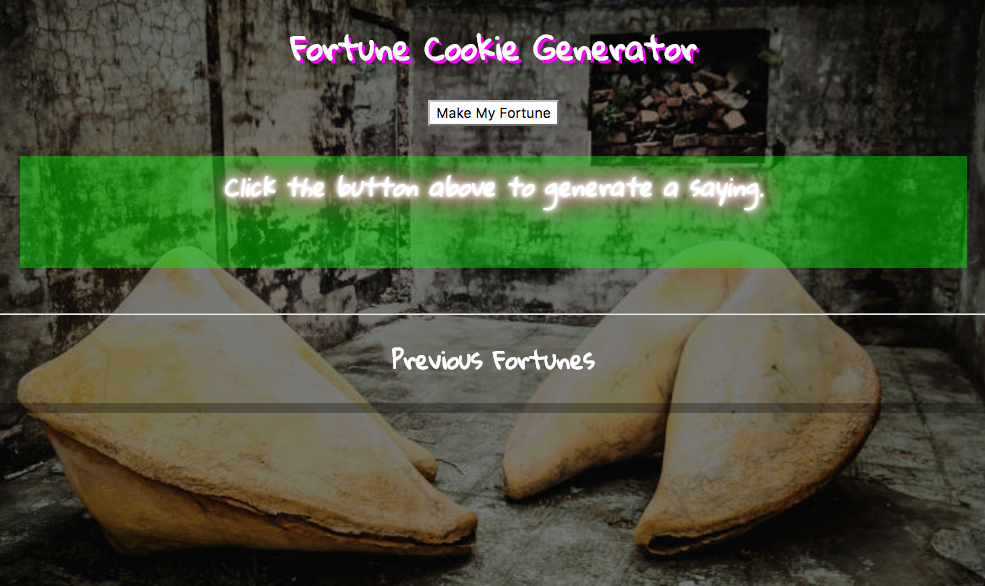 Fortune Cookie Generator
Make My Fortune
Click the button above to generate a saying.
Previous Fortunes